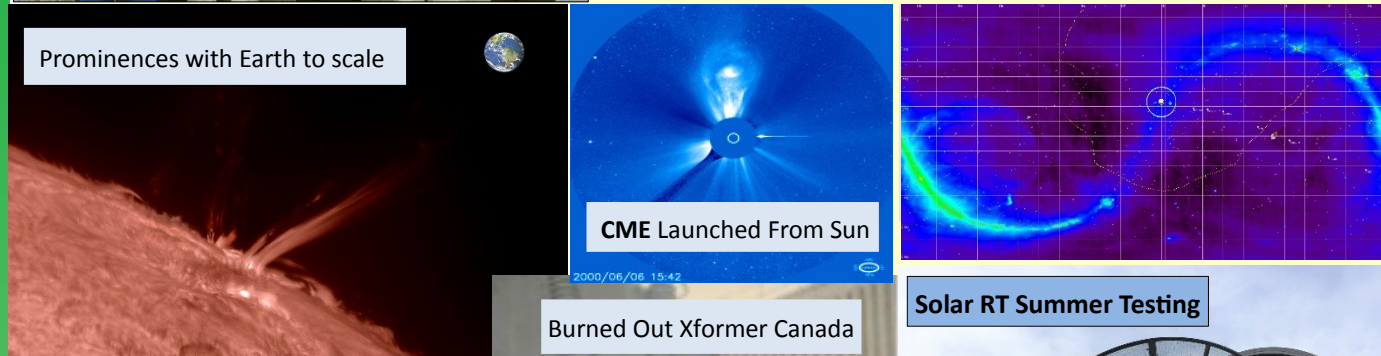 Prominences with Earth to scale
CME Launched From Sun
2000/06/06 15:42
Burned Out Xformer Canada
Solar RT Summer Testing